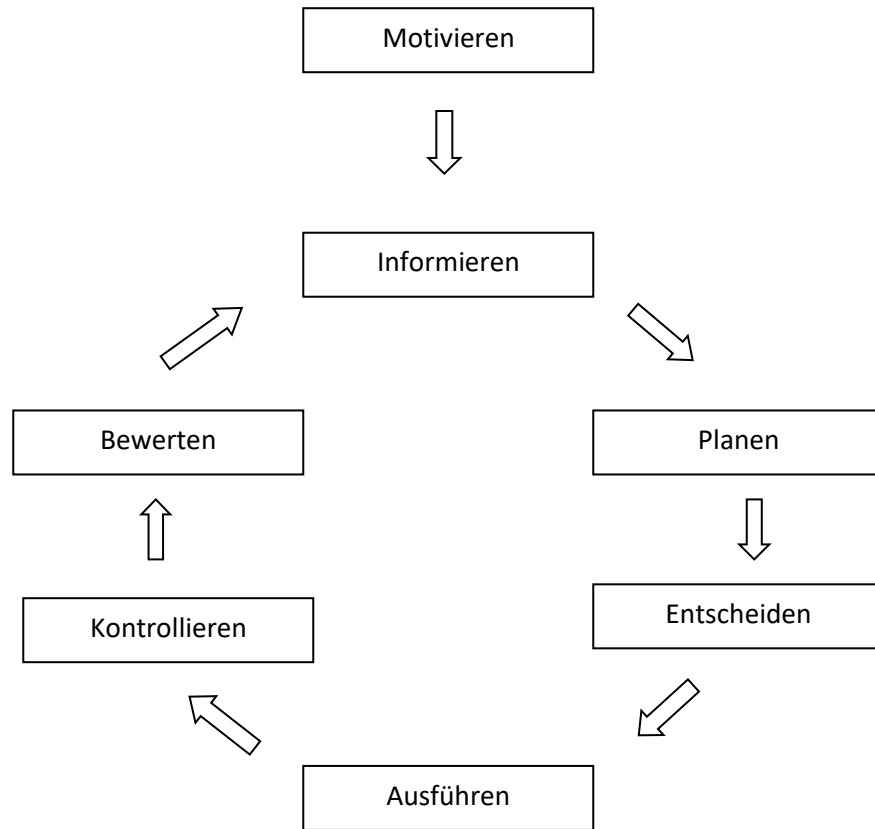 Motivieren
Informieren
Bewerten
Planen
Kontrollieren
Entscheiden
Ausführen